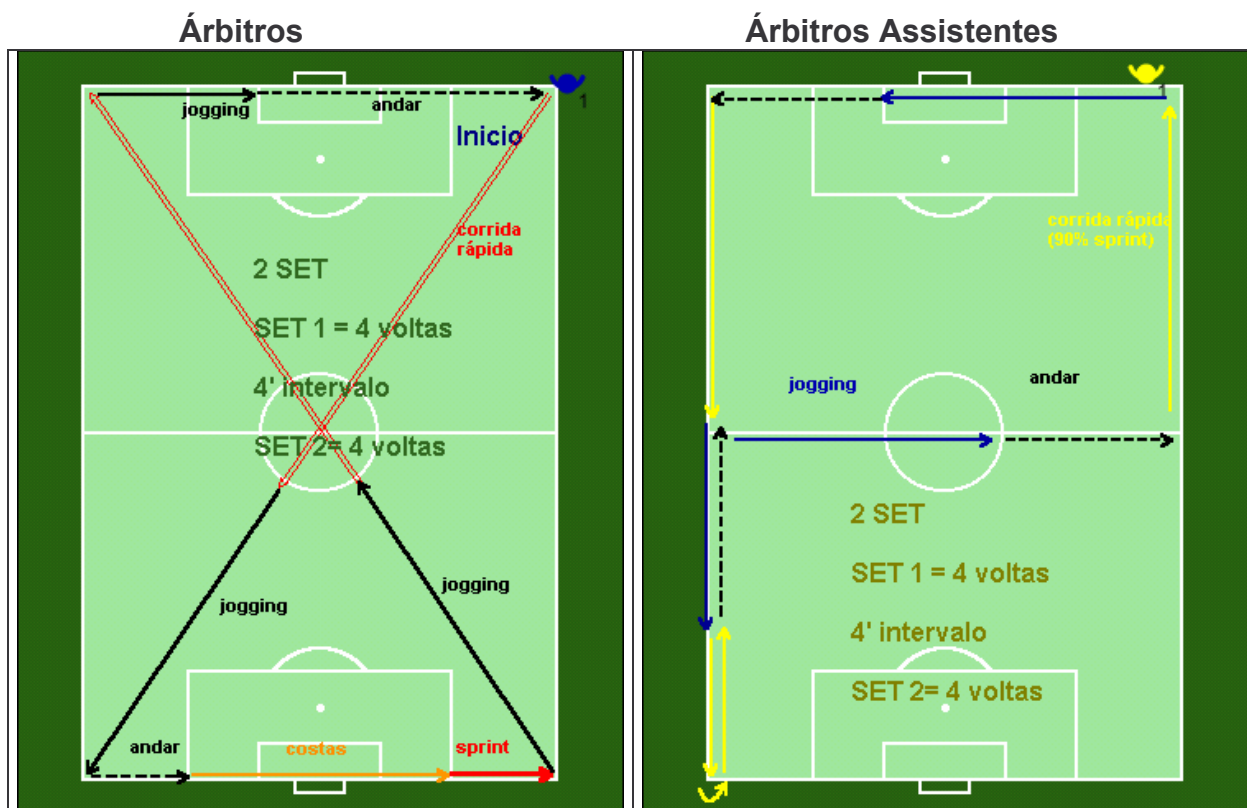 Árbitros
jogging
andar
1
Inicio
corrida
rápida
2 SET
SET 1 = 4 voltas
4' intervalo
SET 2= 4 voltas
jogging
jogging
andar
costas
sprint
Árbitros Assistentes
1
corrida rápida
(90% sprint)
jogging
andar
2 SET
SET 1 = 4 voltas
4' intervalo
SET 2= 4 voltas